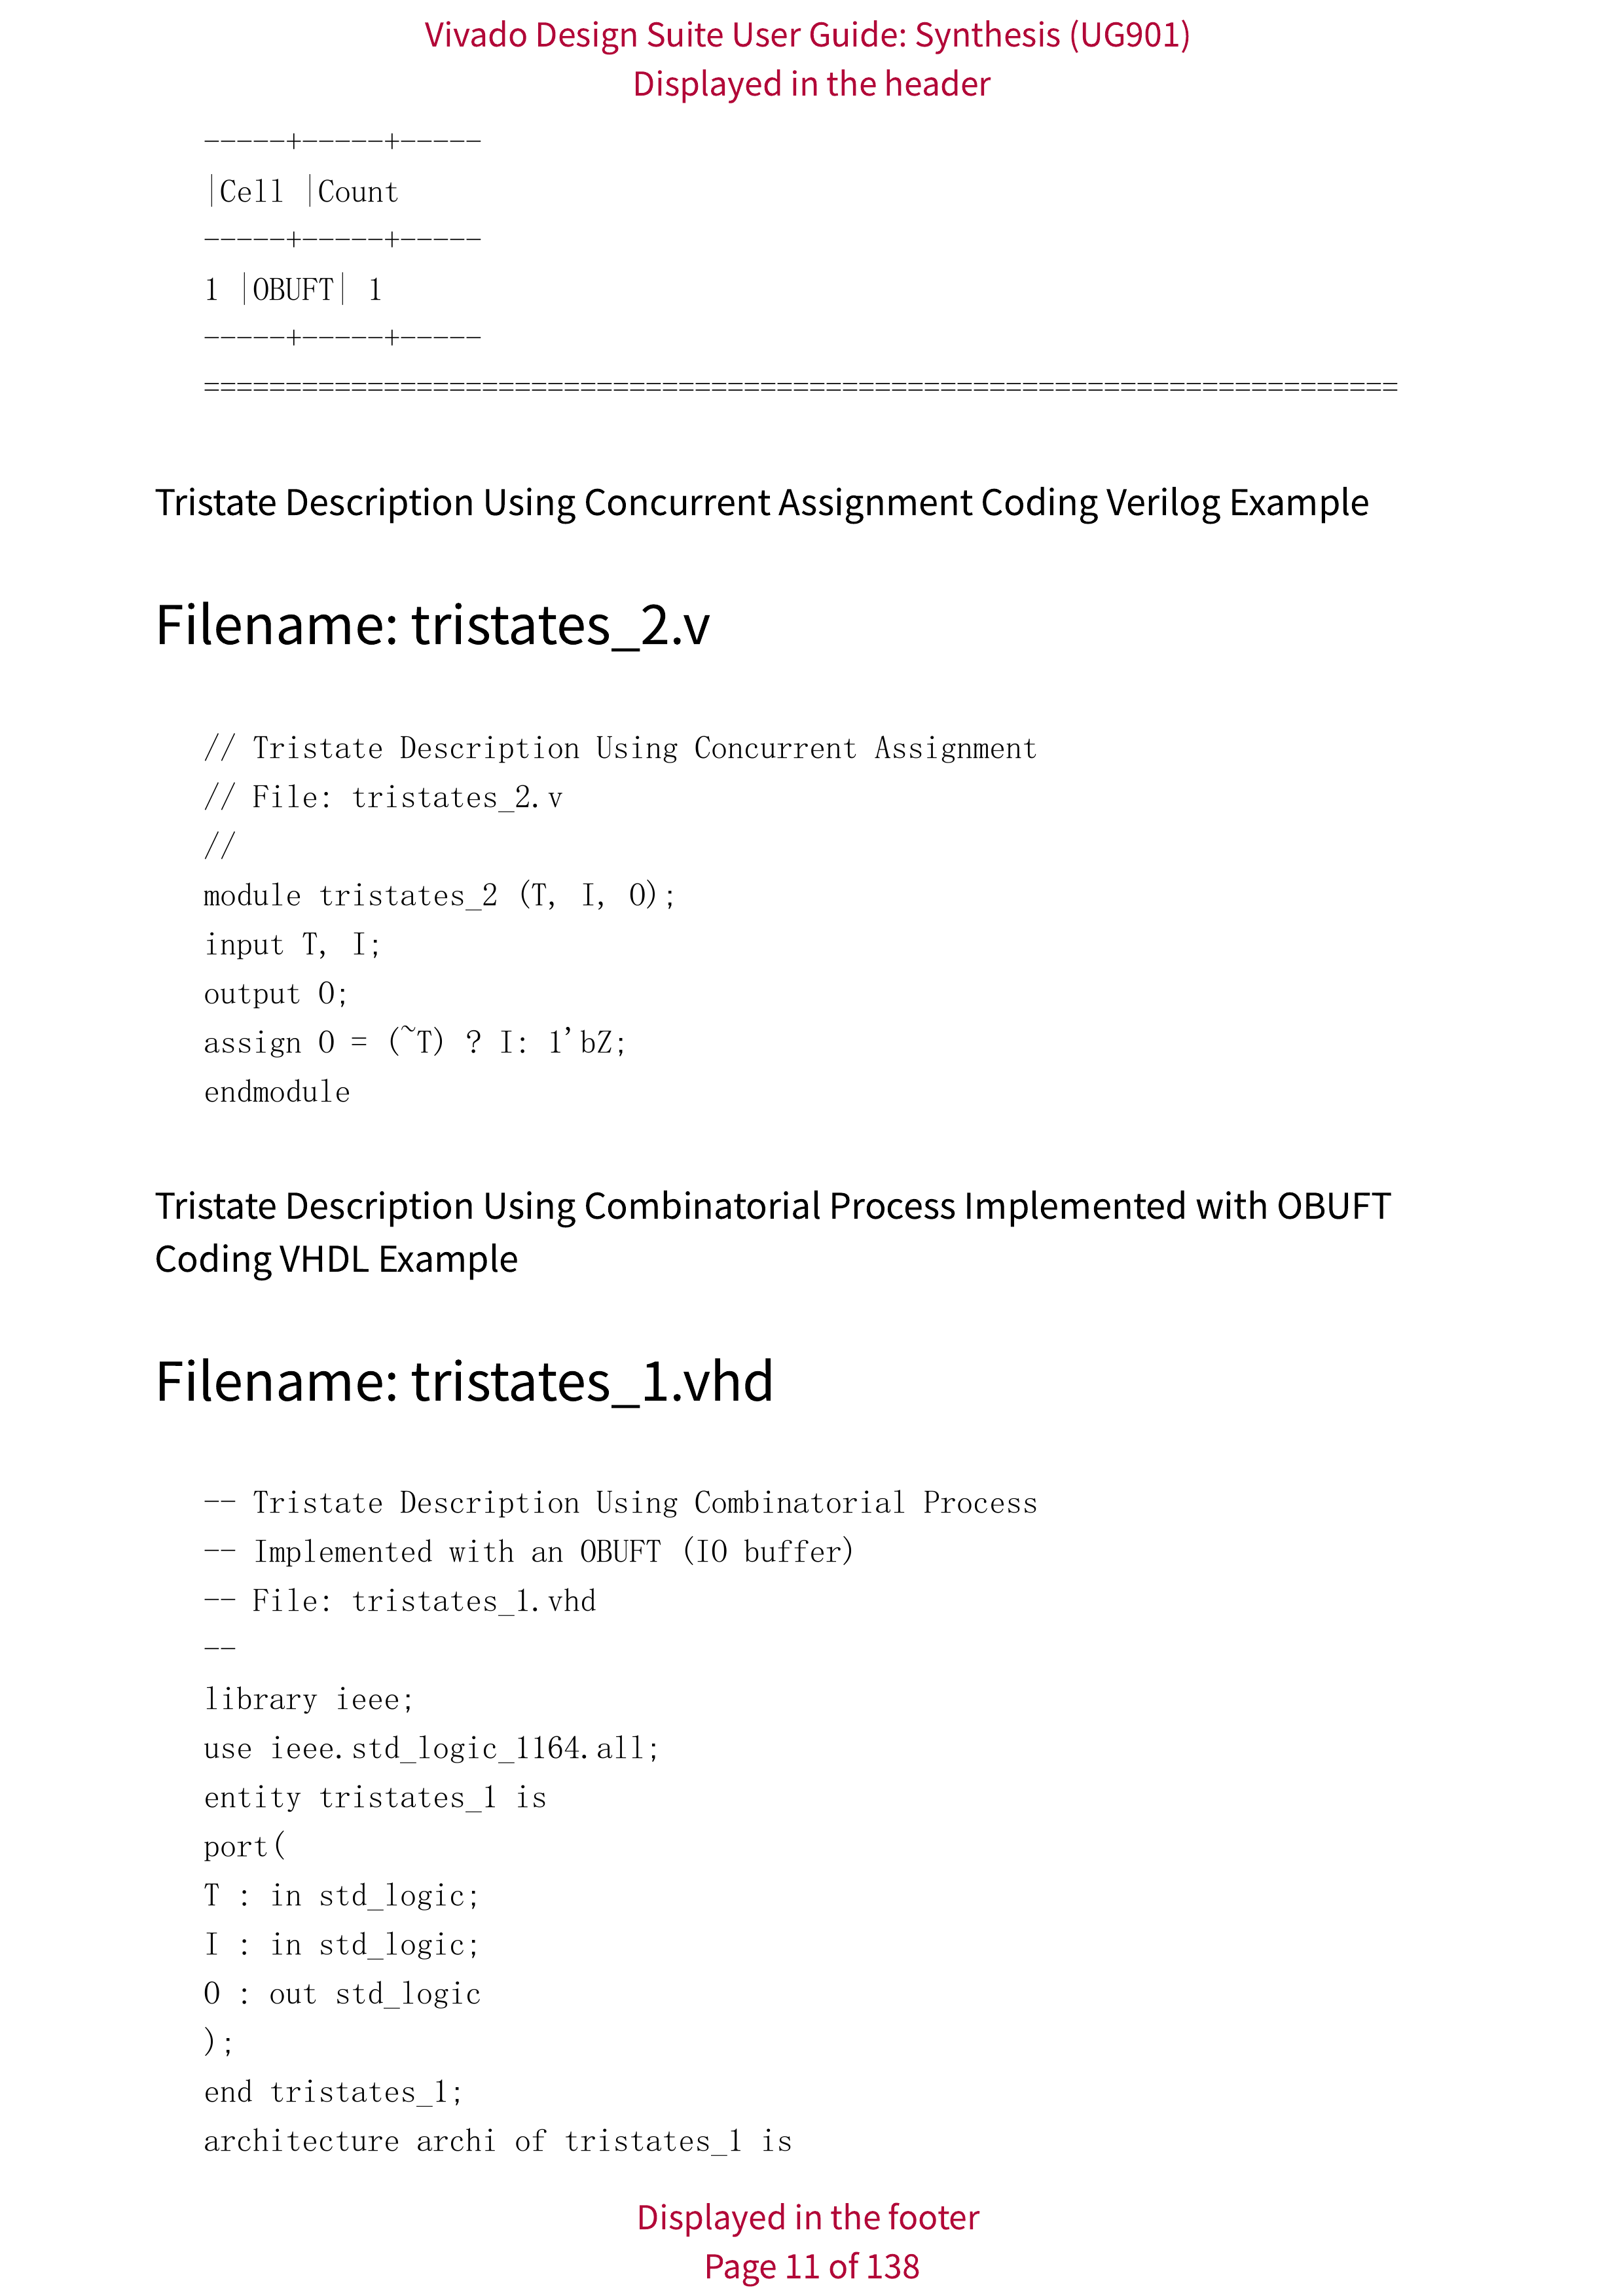 Vivado Design Suite User Guide: Synthesis (UG901)
Displayed in the header
-----+-----+-----
|Cell |Count
-----+-----+-----
1 |OBUFT| 1
-----+-----+-----
=========================================================================
Tristate Description Using Concurrent Assignment Coding Verilog Example
Filename: tristates_2.v
// Tristate Description Using Concurrent Assignment
// File: tristates_2.v
//
module tristates_2 (T, I, O);
input T, I;
output O;
assign O = (~T) ? I: 1'bZ;
endmodule
Tristate Description Using Combinatorial Process Implemented with OBUFT
Coding VHDL Example
Filename: tristates_1.vhd
-- Tristate Description Using Combinatorial Process
-- Implemented with an OBUFT (IO buffer)
-- File: tristates_1.vhd
--
library ieee;
use ieee.std_logic_1164.all;
entity tristates_1 is
port(
T : in std_logic;
I : in std_logic;
O : out std_logic
);
end tristates_1;
architecture archi of tristates_1 is
Displayed in the footer
Page 11 of 138